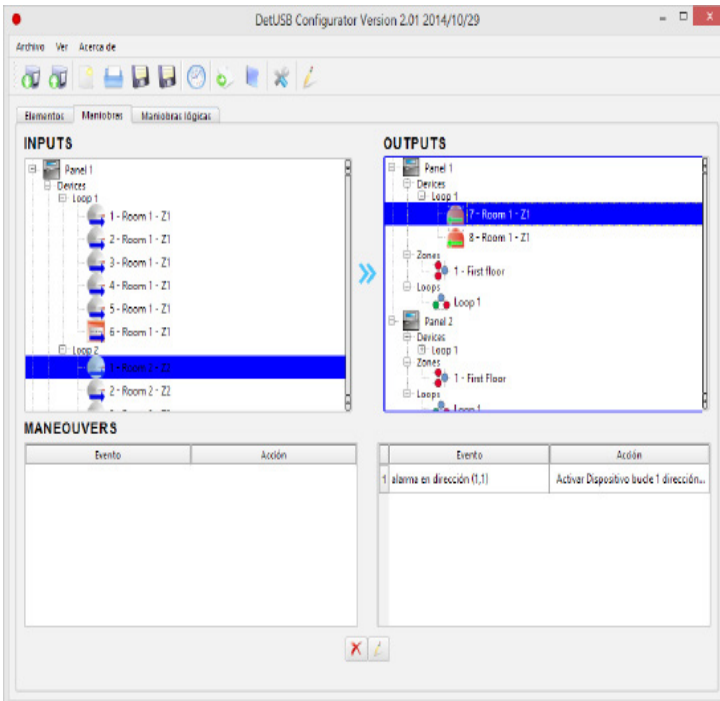 DetUSB Configurator Version 2.01 2014/10/29
Archivo Ver Acerca de
Elementos Maniobras Maniobras lógicas
INPUTS
Panel 1
Devices
Loop 1
1 - Room 1 - Z1
2 - Room 1 - Z1
3 - Room 1 - Z1
4 - Room 1 - Z1
5 - Room 1 - Z1
6 - Room 1 - Z1
Loop 2
1 - Room 2 - Z2
2 - Room 2 - Z2
OUTPUTS
Panel 1
Devices
Loop 1
7 - Room 1 - Z1
8 - Room 1 - Z1
Zones
1 - First floor
Loops
Loop 1
Panel 2
Devices
Loop 1
Zones
1 - First Floor
Loops
Loop 1
MANEOUVERS
Evento Acción
Evento Acción
1 alarma en dirección (1,1) Activar Dispositivo bucle 1 dirección...